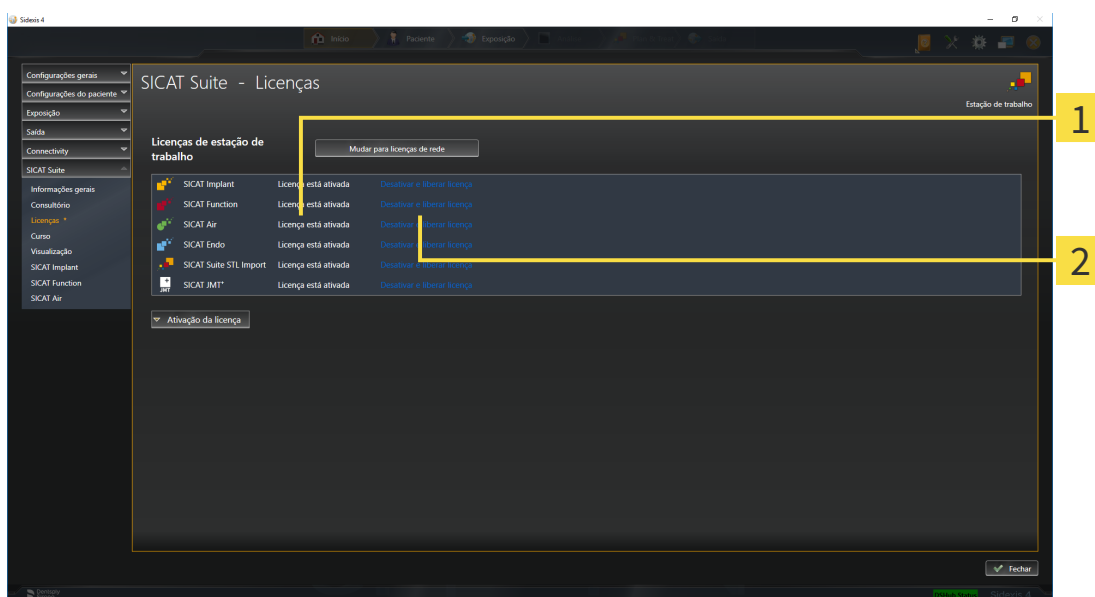 Sidexis 4
Início
Paciente
Exposição
Configurações gerais
Configurações do paciente
Exposição
Saída
Connectivity
SICAT Suite
Informações gerais
Consultório
Licenças *
Curso
Visualização
SICAT Implant
SICAT Function
SICAT Air
SICAT Suite - Licenças
Estação de trabalho
1
Licenças de estação de
trabalho
Mudar para licenças de rede
SICAT Implant Licença está ativada Desativar e liberar licença
SICAT Function Licença está ativada Desativar e liberar licença
SICAT Air Licença está ativada Desativar e liberar licença
SICAT Endo Licença está ativada Desativar e liberar licença
SICAT Suite STL Import Licença está ativada Desativar e liberar licença
JMT SICAT JMT+ Licença está ativada Desativar e liberar licença
2
Ativação da licença
Fechar
Dentsply
Sidexis 4